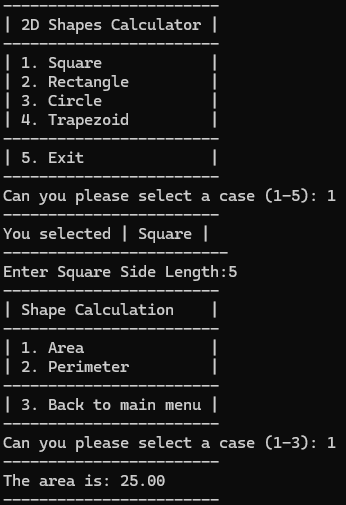 ------------------------
| 2D Shapes Calculator |
------------------------
| 1. Square            |
| 2. Rectangle         |
| 3. Circle            |
| 4. Trapezoid         |
------------------------
| 5. Exit              |
------------------------
Can you please select a case (1-5): 1
------------------------
You selected | Square |
-------------------------
Enter Square Side Length:5
------------------------
| Shape Calculation    |
------------------------
| 1. Area              |
| 2. Perimeter         |
------------------------
| 3. Back to main menu |
------------------------
Can you please select a case (1-3): 1
------------------------
The area is: 25.00
------------------------